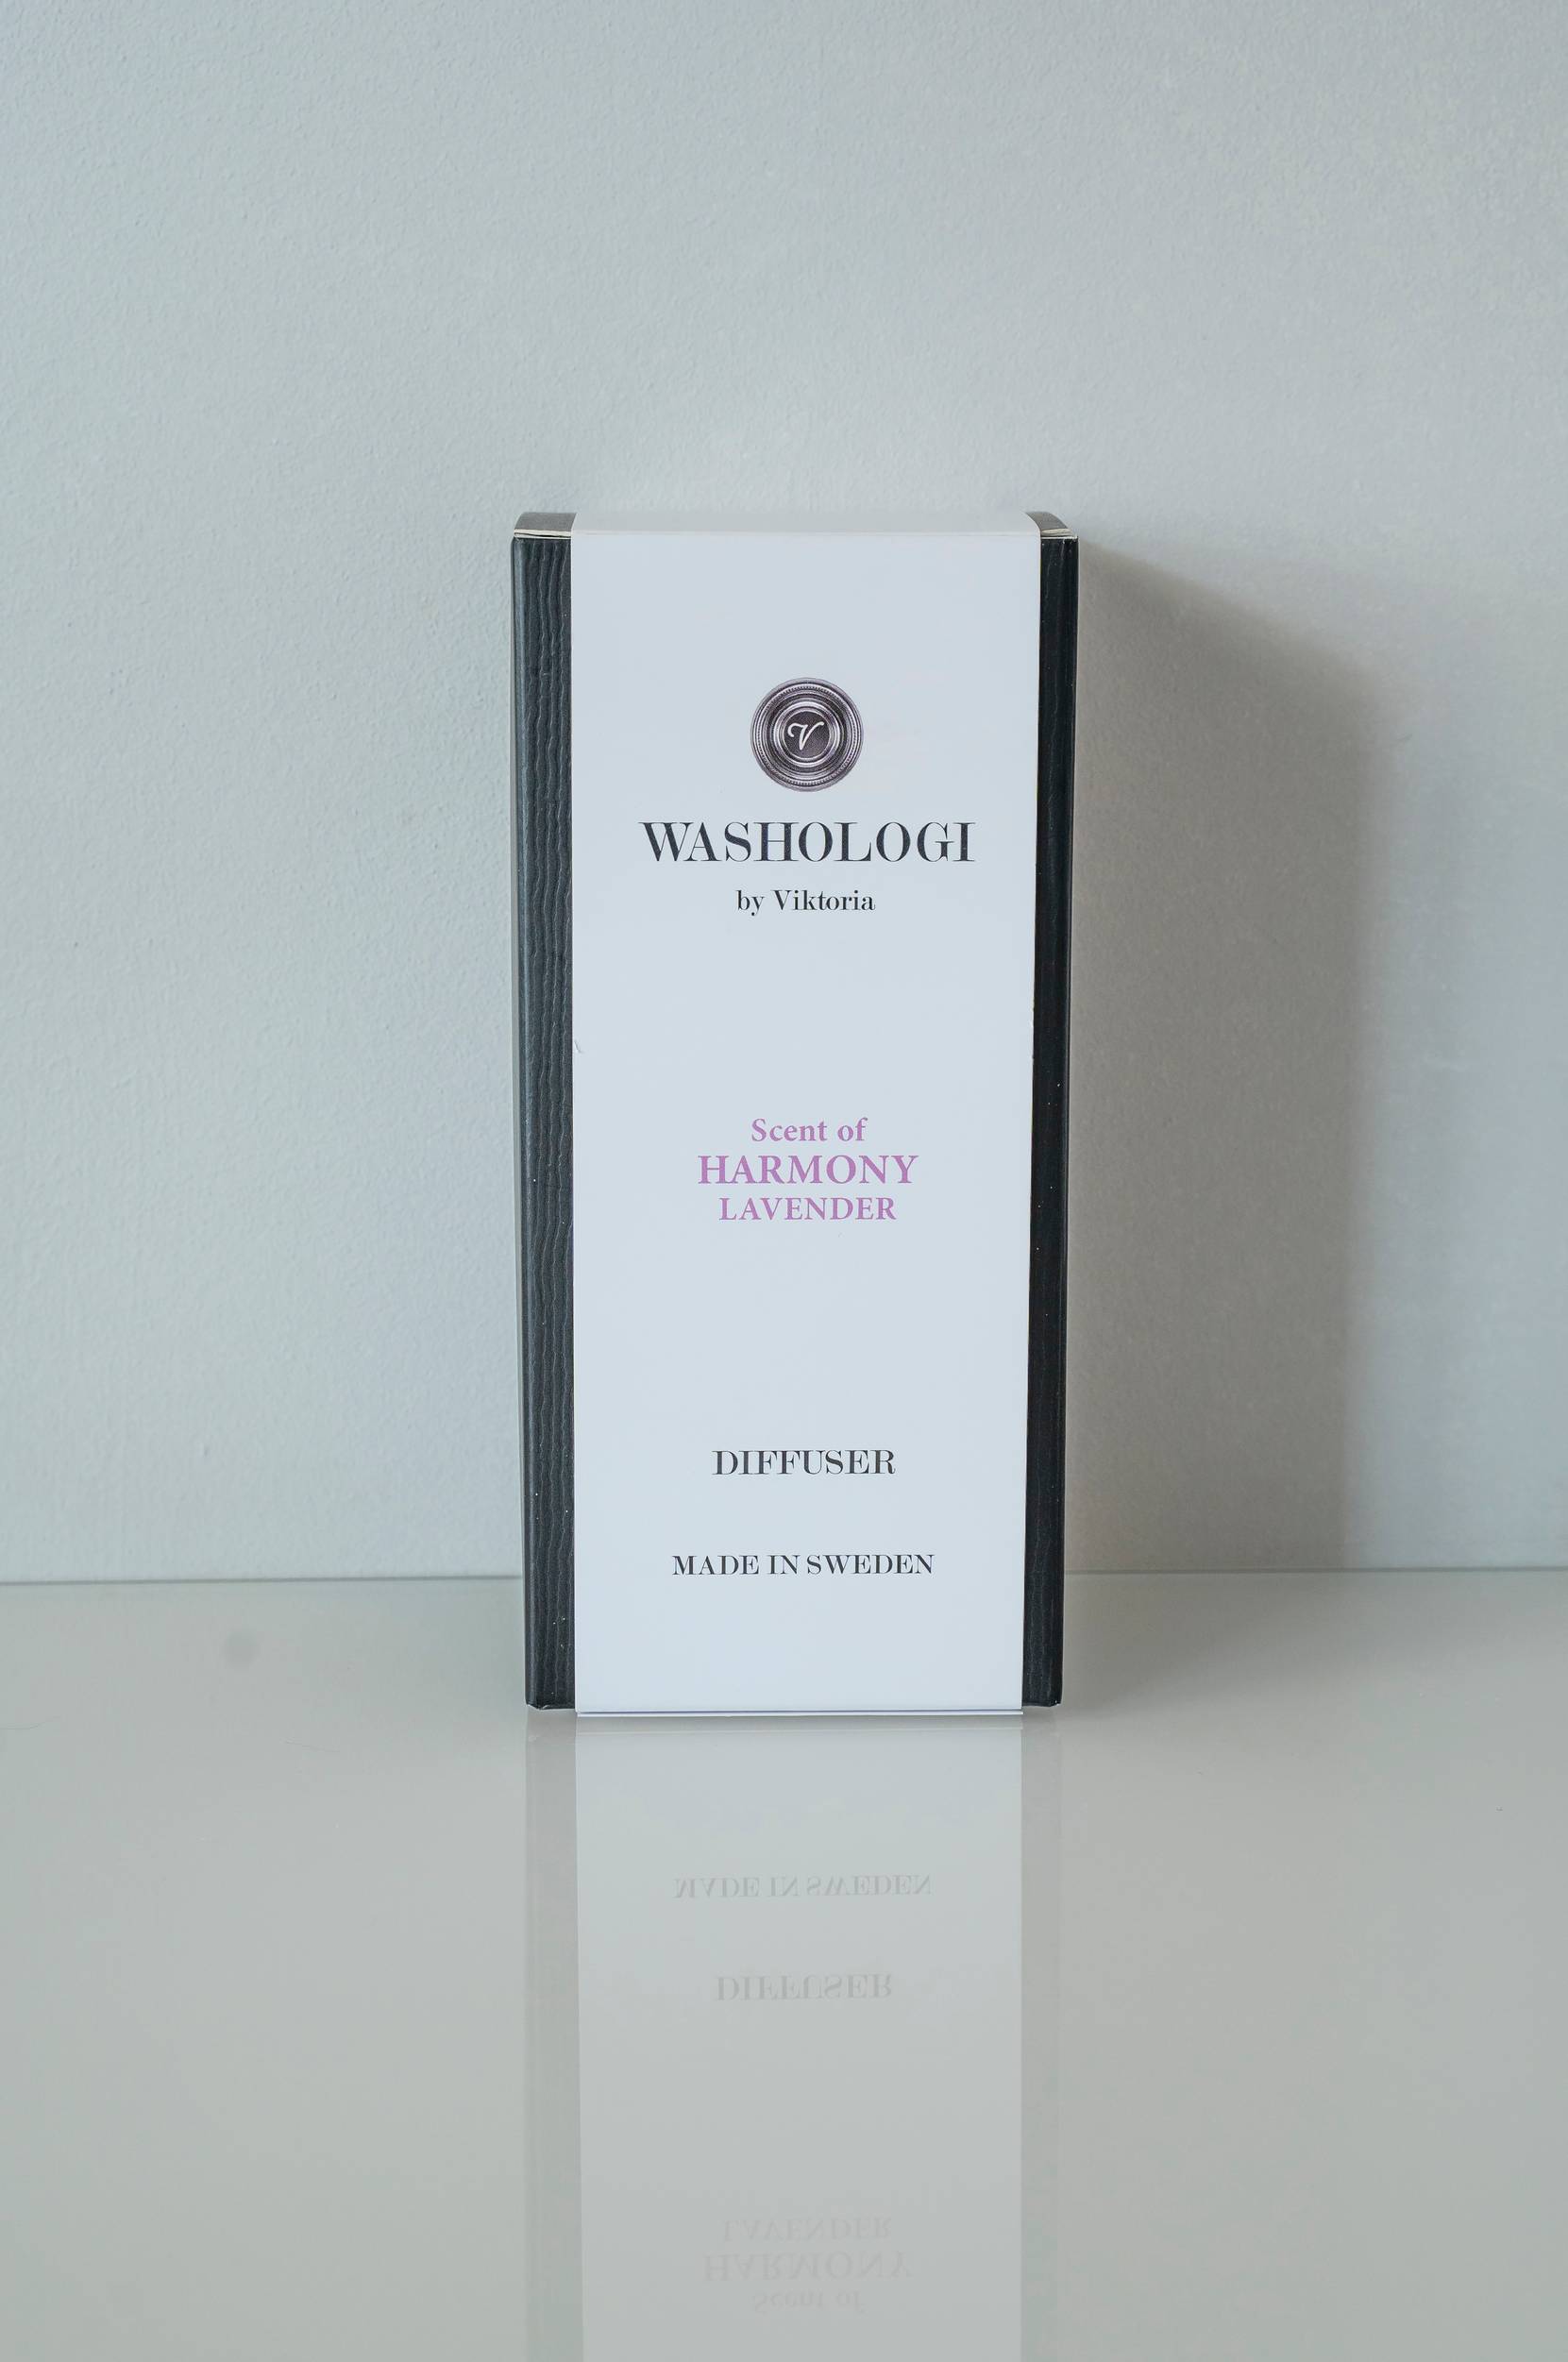 V
WASHOLOGI
by Viktoria
Scent of
HARMONY
LAVENDER
DIFFUSER
MADE IN SWEDEN